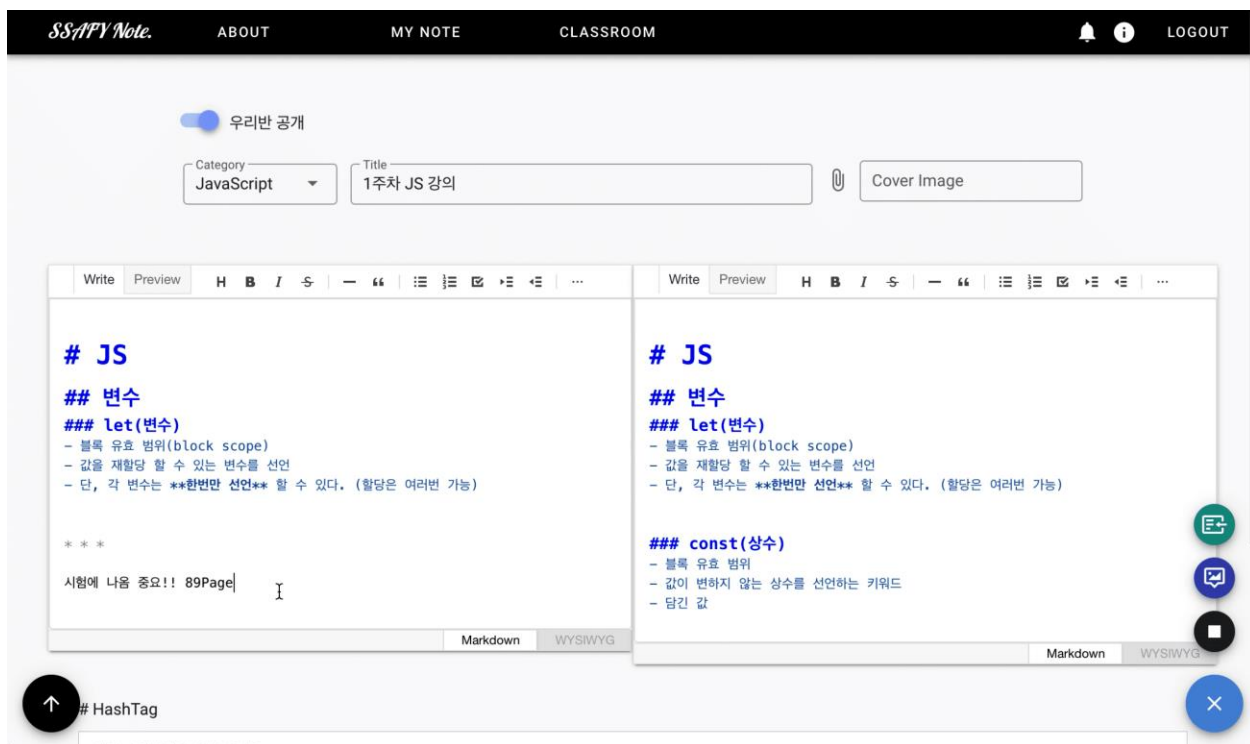 SSAFY Note. ABOUT MY NOTE CLASSROOM LOGOUT
우리반 공개
Category
JavaScript
Title
1주차 JS 강의
Cover Image
Write Preview H B I S
# JS
## 변수
### let(변수)
- 블록 유효 범위(block scope)
- 값을 재할당 할 수 있는 변수를 선언
- 단, 각 변수는 **한번만 선언** 할 수 있다. (할당은 여러번 가능)
* * *
시험에 나옴 중요!! 89Page
Markdown WYSIWYG
Write Preview H B I S
# JS
## 변수
### let(변수)
- 블록 유효 범위(block scope)
- 값을 재할당 할 수 있는 변수를 선언
- 단, 각 변수는 **한번만 선언** 할 수 있다. (할당은 여러번 가능)
### const(상수)
- 블록 유효 범위
- 값이 변하지 않는 상수를 선언하는 키워드
- 담긴 값
Markdown WYSIWYG
# HashTag